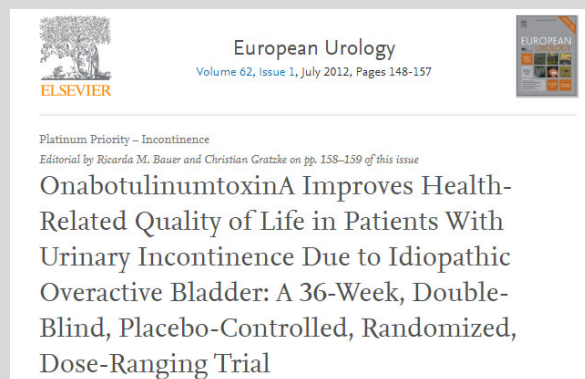 European Urology
Volume 62, Issue 1, July 2012, Pages 148-157
ELSEVIER
EUROPEAN
UROLOGY
Platinum Priority – Incontinence
Editorial by Ricarda M. Bauer and Christian Gratzke on pp. 158–159 of this issue
OnabotulinumtoxinA Improves Health-
Related Quality of Life in Patients With
Urinary Incontinence Due to Idiopathic
Overactive Bladder: A 36-Week, Double-
Blind, Placebo-Controlled, Randomized,
Dose-Ranging Trial